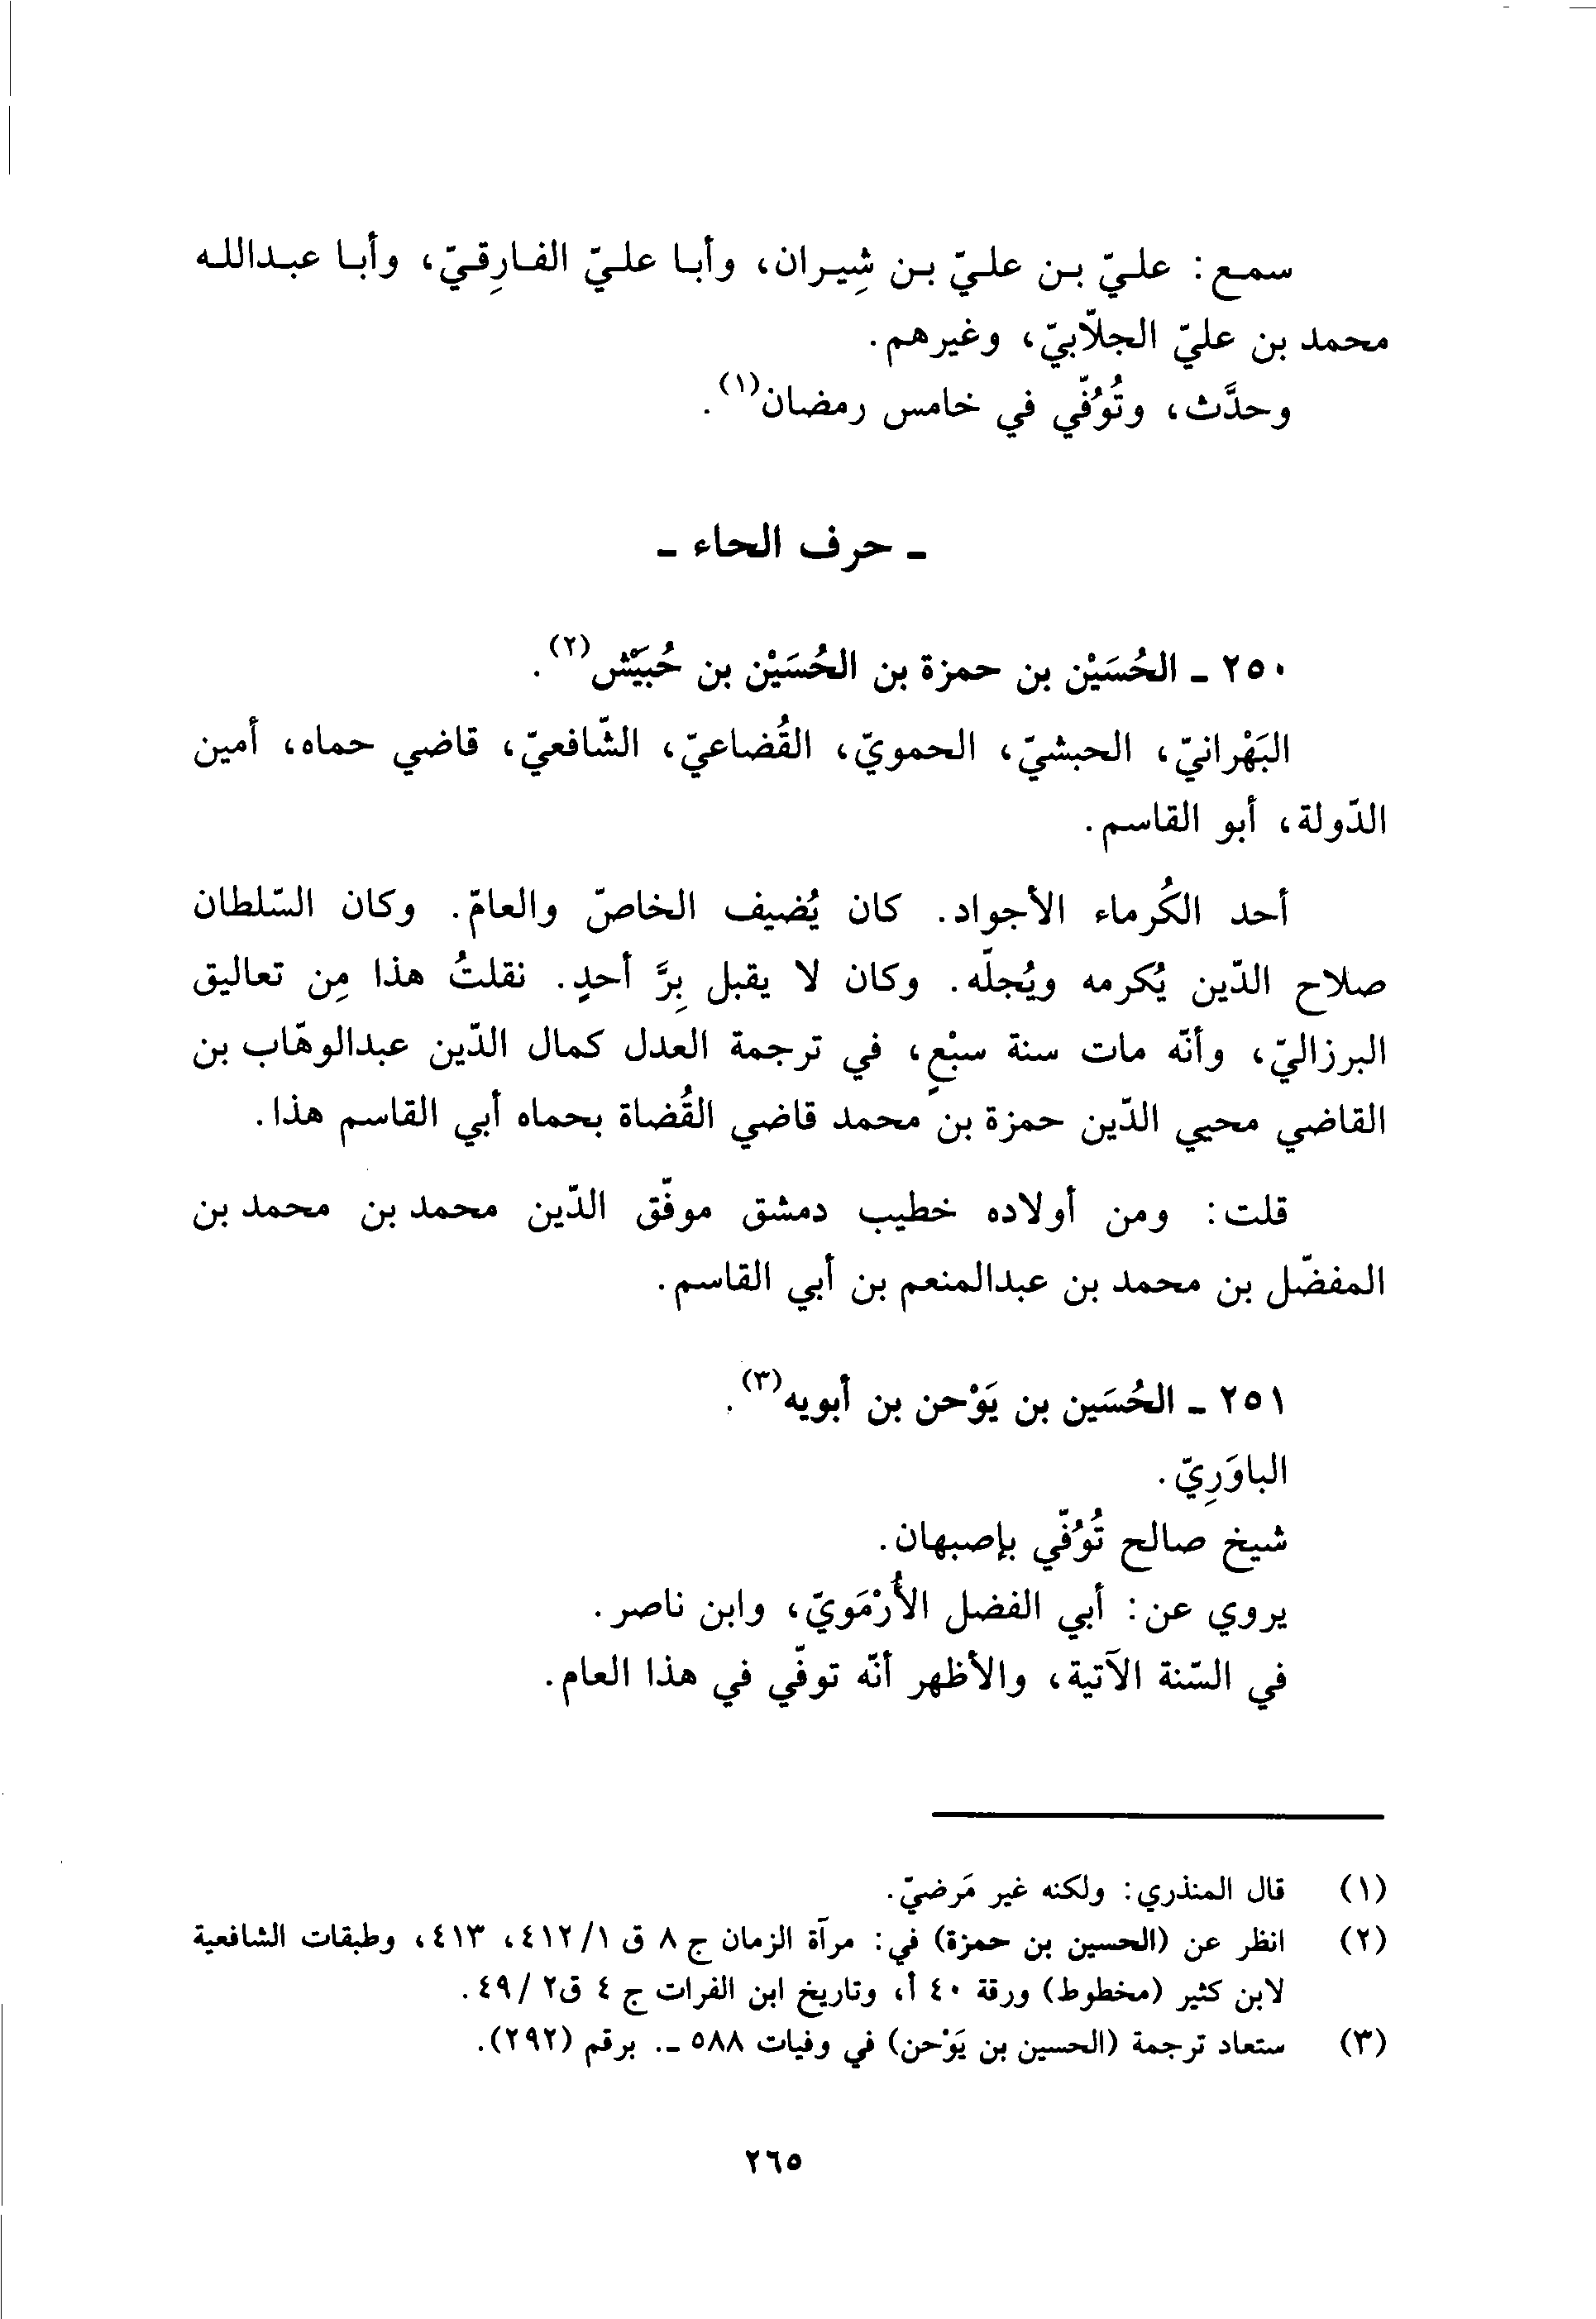 سمع: عليّ بن عليّ بن شِيران، وأبا عليّ الفارِقيّ، وأبا عبدالله
محمد بن عليّ الجلّابيّ، وغيرهم.
وحدَّث، وتُوُفّي في خامس رمضان(١).
ـ حرف الحاء ـ
٢٥٠ ـ الحُسَيْن بن حمزة بن الحُسَيْن بن حُبَيْش(٢).
البَهْرانيّ، الحبشيّ، الحمويّ، القُضاعيّ، الشّافعيّ، قاضي حماه، أمين
الدّولة، أبو القاسم.
أحد الكُرماء الأجواد. كان يُضيف الخاصّ والعامّ. وكان السّلطان
صلاح الدّين يُكرمه ويُجلّه. وكان لا يقبل بِرَّ أحدٍ. نقلتُ هذا مِن تعاليق
البرزاليّ، وأنّه مات سنة سبْعٍ، في ترجمة العدل كمال الدّين عبدالوهّاب بن
القاضي محيي الدّين حمزة بن محمد قاضي القُضاة بحماه أبي القاسم هذا.
قلت: ومن أولاده خطيب دمشق موفّق الدّين محمد بن محمد بن
المفضّل بن محمد بن عبدالمنعم بن أبي القاسم.
٢٥١ ـ الحُسَين بن يَوْحن بن أبويه(٣).
الباوَرِيّ.
شيخ صالح تُوُفّي بإصبهان.
يروي عن: أبي الفضل الأُرْمَويّ، وابن ناصر.
في السّنة الآتية، والأظهر أنّه توفّي في هذا العام.
(١) قال المنذري: ولكنه غير مَرضيّ.
(٢) انظر عن (الحسين بن حمزة) في: مرآة الزمان ج ٨ ق ٤١٢/١، ٤١٣، وطبقات الشافعية
لابن كثير (مخطوط) ورقة ٤٠ أ، وتاريخ ابن الفرات ج ٤ ق٢ /٤٩.
(٣) ستعاد ترجمة (الحسين بن يَوْحن) في وفيات ٥٨٨ ـ. برقم (٢٩٢).
٢٦٥